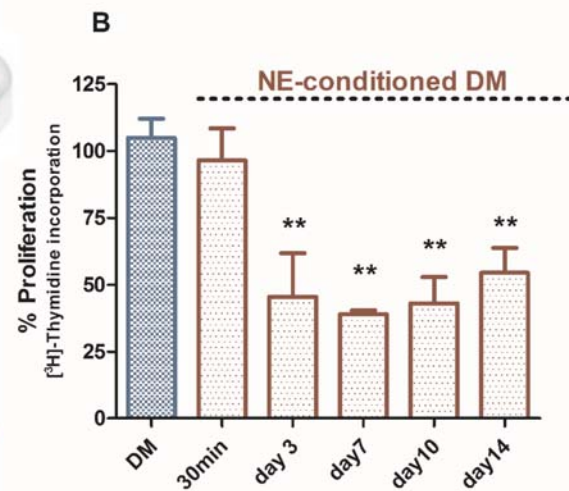 B
NE-conditioned DM
125
100
75
50
25
0
% Proliferation
[³H]-Thymidine incorporation
**
**
**
**
DM
30min
day 3
day7
day10
day14